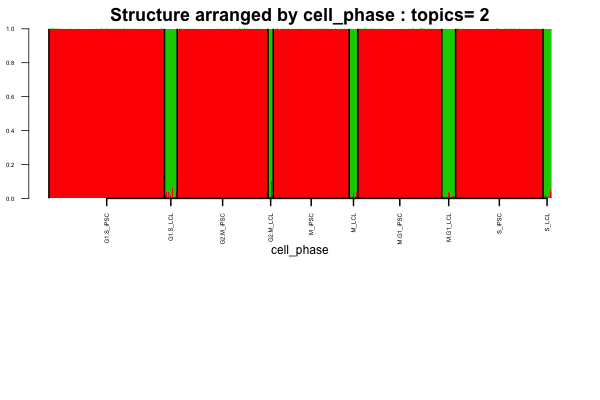 Structure arranged by cell_phase : topics= 2
1.0
0.8
0.6
0.4
0.2
0.0
G1.S_iPSC
G1.S_LCL
G2.M_iPSC
G2.M_LCL
M_iPSC
M_LCL
M.G1_iPSC
M.G1_LCL
S_iPSC
S_LCL
cell_phase